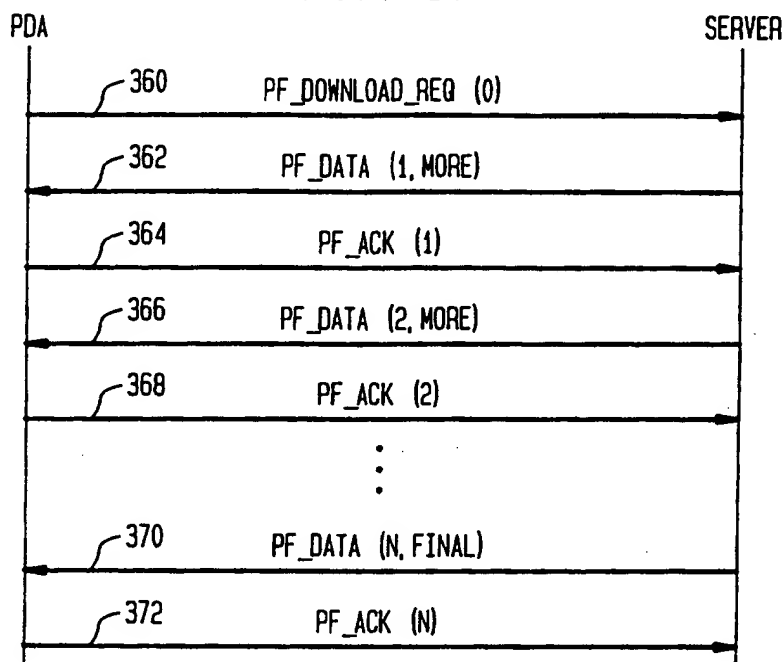 PDA SERVER
360 PF_DOWNLOAD_REQ (0)
362 PF_DATA (1, MORE)
364 PF_ACK (1)
366 PF_DATA (2, MORE)
368 PF_ACK (2)
370 PF_DATA (N, FINAL)
372 PF_ACK (N)